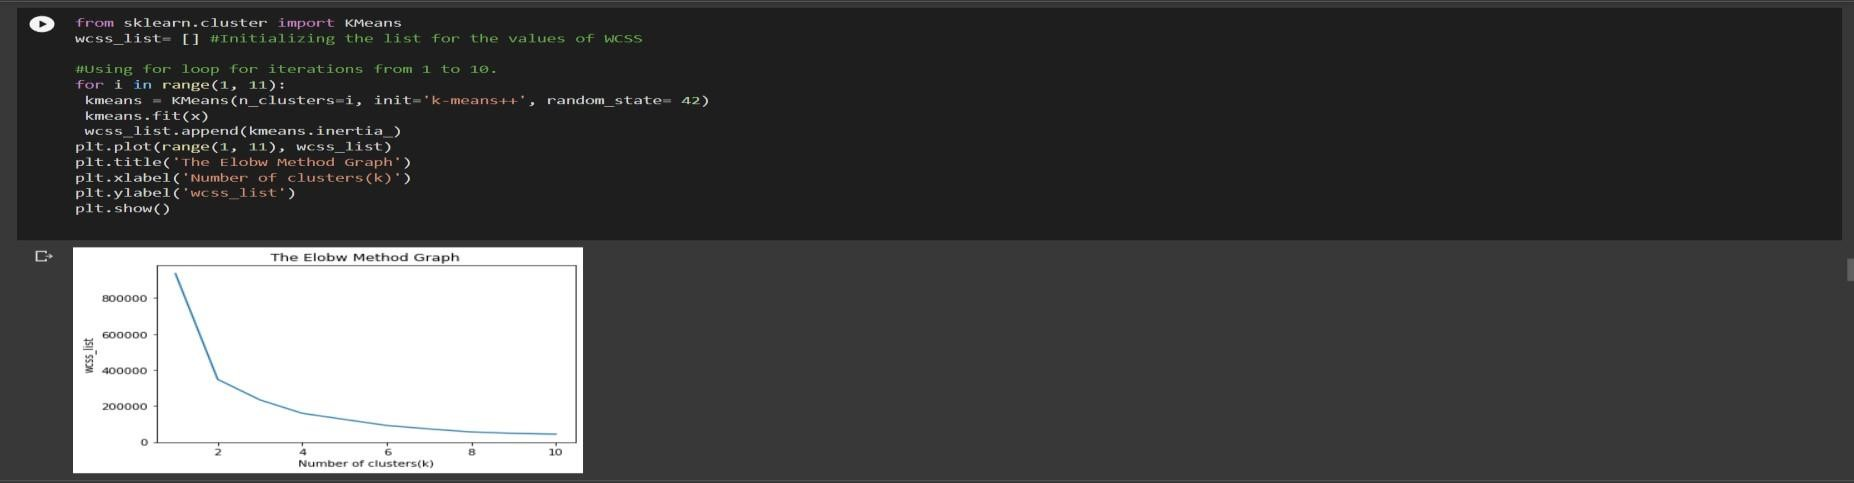 from sklearn.cluster import KMeans
wcss_list= [] #Initializing the list for the values of WCSS
#Using for loop for iterations from 1 to 10.
for i in range(1, 11):
 kmeans = KMeans(n_clusters=i, init='k-means++', random_state= 42)
 kmeans.fit(x)
 wcss_list.append(kmeans.inertia_)
plt.plot(range(1, 11), wcss_list)
plt.title('The Elobw Method Graph')
plt.xlabel('Number of clusters(k)')
plt.ylabel('wcss_list')
plt.show()
The Elobw Method Graph
800000
600000
400000
200000
0
wcss_list
2 4 6 8 10
Number of clusters(k)